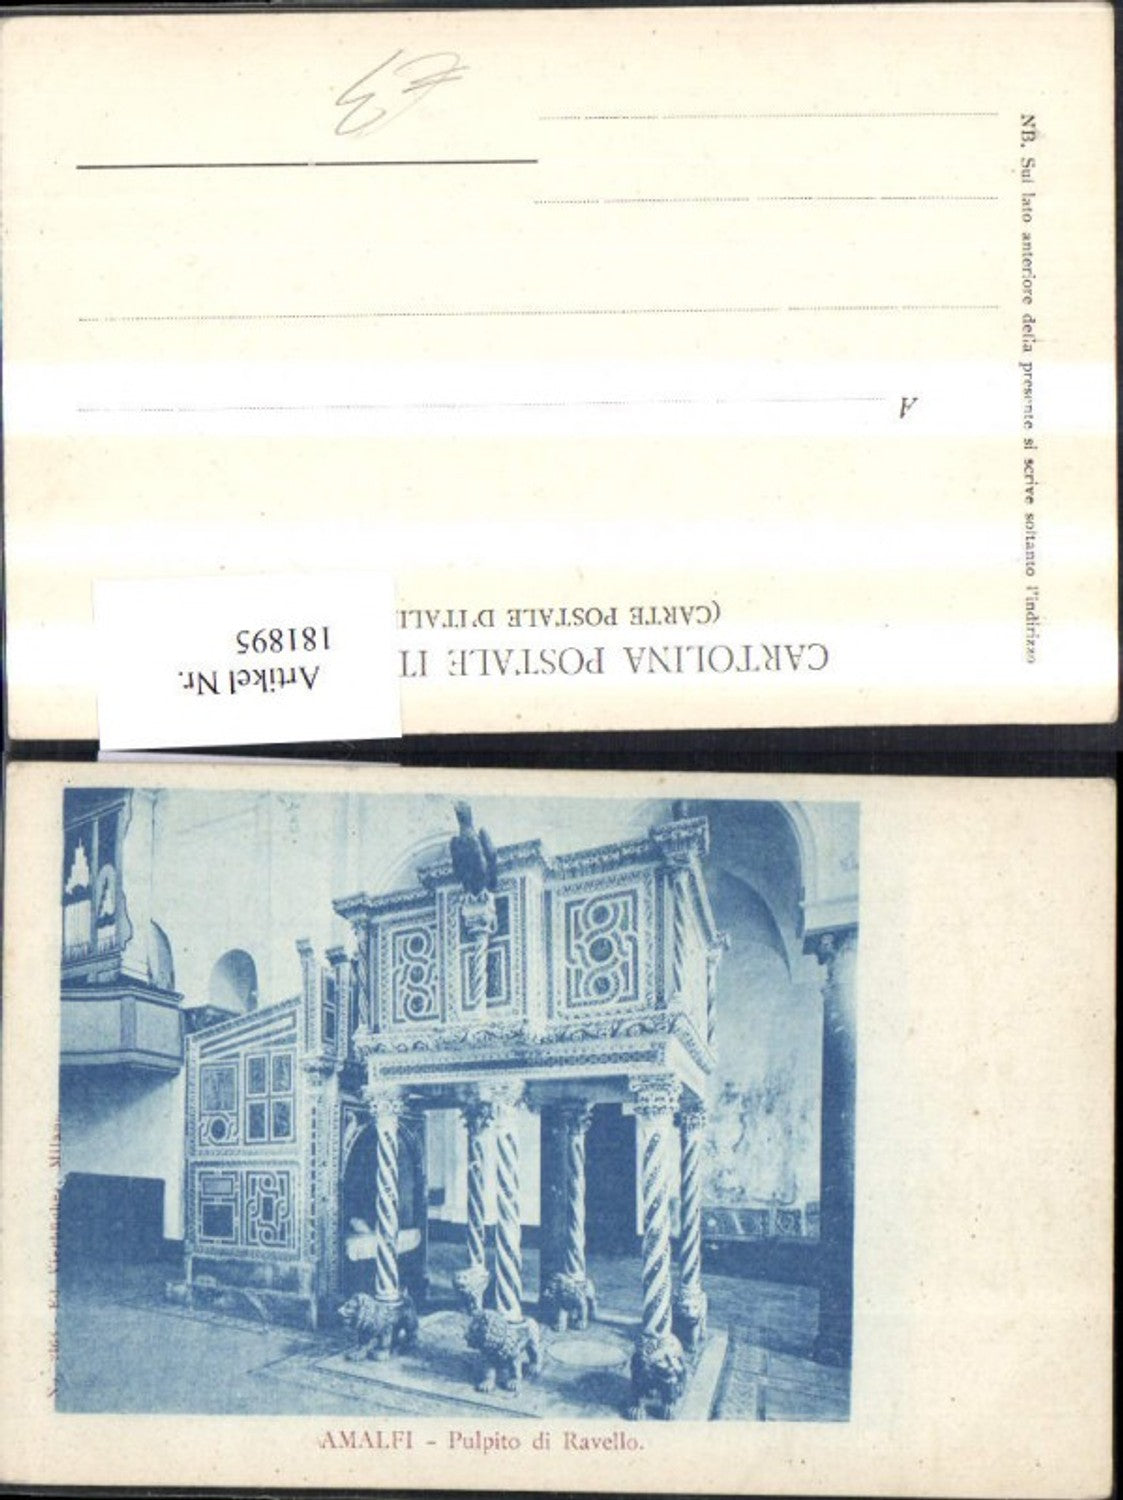 CARTOLINA POSTALE IT
(CARTE POSTALE D'ITALI
A
NB. Sul lato anteriore della presente si scrive soltanto l'indirizzo
Artikel Nr.
181895
AMALFI - Pulpito di Ravello.